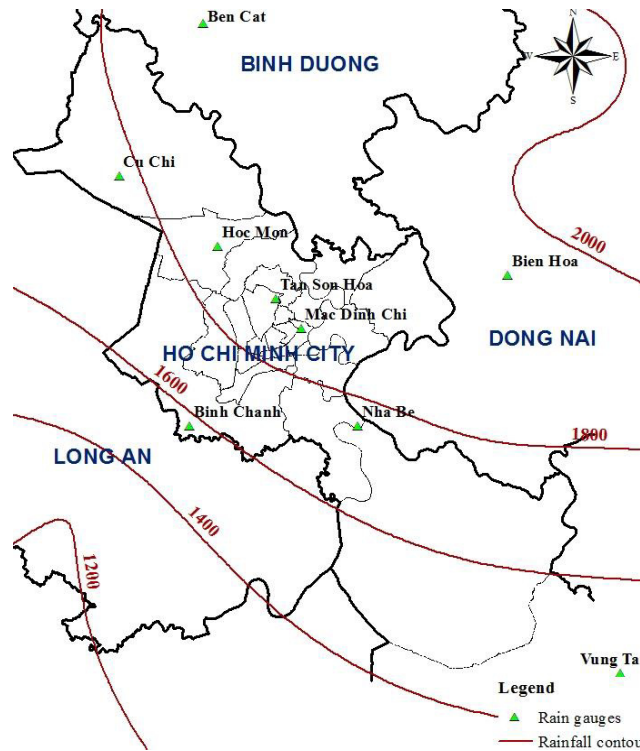 Ben Cat
N
W
E
S
BINH DUONG
Cu Chi
Hoc Mon
2000
Bien Hoa
Tan Son Hoa
Mac Dinh Chi
HO CHI MINH CITY
DONG NAI
1600
Binh Chanh
Nha Be
1800
LONG AN
1400
1200
Vung Ta
Legend
Rain gauges
Rainfall contou